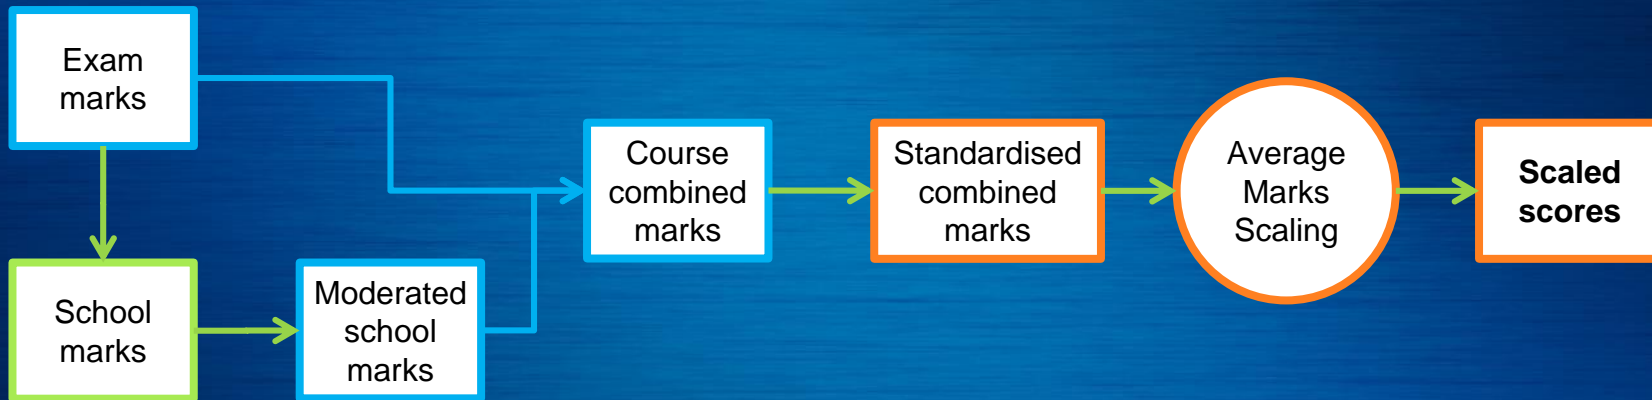 Exam
marks
School
marks
Moderated
school
marks
Course
combined
marks
Standardised
combined
marks
Average
Marks
Scaling
Scaled
scores